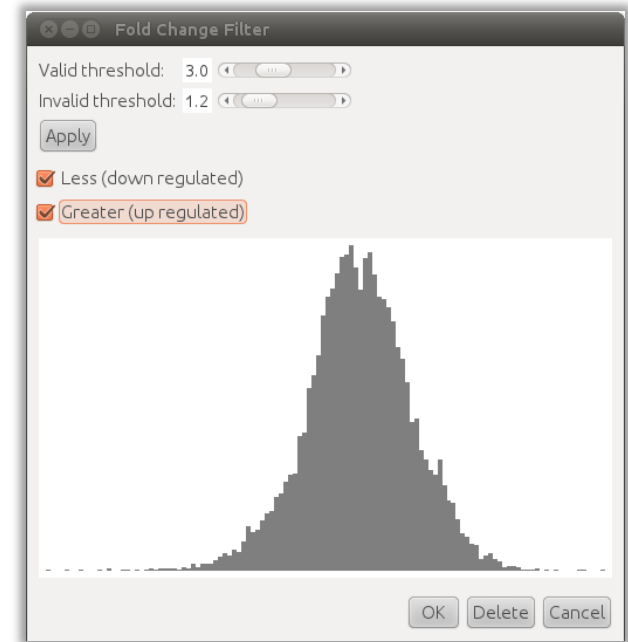 Fold Change Filter
Valid threshold: 3.0
Invalid threshold: 1.2
Apply
Less (down regulated)
Greater (up regulated)
OK Delete Cancel